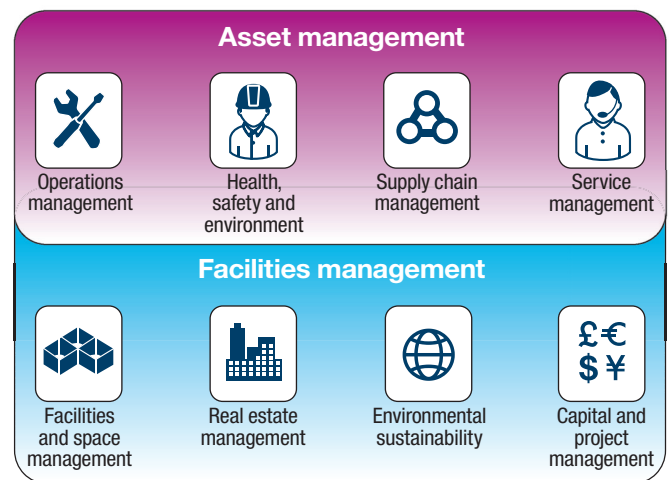 Asset management
Operations
management
Health,
safety and
environment
Supply chain
management
Service
management
Facilities management
£€
$¥
Facilities
and space
management
Real estate
management
Environmental
sustainability
Capital and
project
management